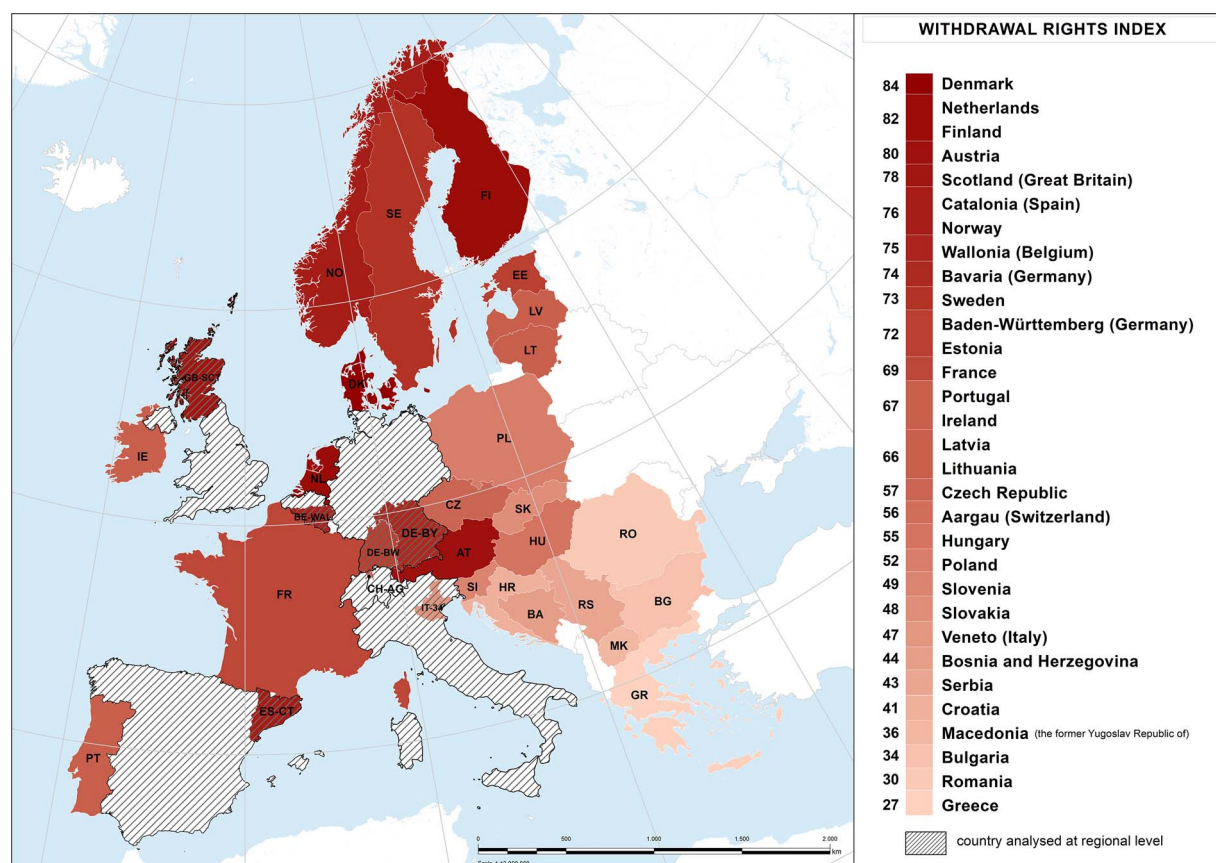 WITHDRAWAL RIGHTS INDEX
84 Denmark
Netherlands
82
Finland
80 Austria
78 Scotland (Great Britain)
Catalonia (Spain)
76
Norway
75 Wallonia (Belgium)
74 Bavaria (Germany)
73 Sweden
Baden-Württemberg (Germany)
72
Estonia
69 France
Portugal
67
Ireland
Latvia
66
Lithuania
57 Czech Republic
56 Aargau (Switzerland)
55 Hungary
52 Poland
49 Slovenia
48 Slovakia
47 Veneto (Italy)
44 Bosnia and Herzegovina
43 Serbia
41 Croatia
36 Macedonia (the former Yugoslav Republic of)
34 Bulgaria
30 Romania
27 Greece
country analysed at regional level
FI
SE
NO
EE
LV
LT
GB-SCT
DK
IE
PL
NL
CZ
DE-WAL
SK
DE-BY
RO
HU
DE-BW
AT
CH-AG
SI
HR
FR
IT-34
RS
BG
BA
MK
GR
ES-CT
PT
0 500 1.000 1.500 2.000
km